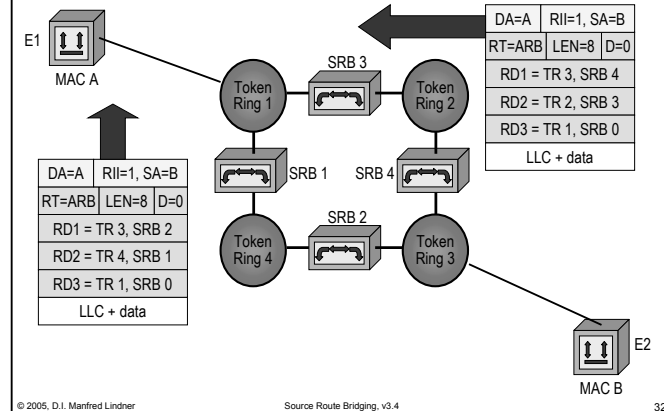 E1
MAC A
DA=A RII=1, SA=B
RT=ARB LEN=8 D=0
RD1 = TR 3, SRB 4
RD2 = TR 2, SRB 3
RD3 = TR 1, SRB 0
LLC + data
SRB 3
Token
Ring 1
Token
Ring 2
SRB 1
SRB 4
DA=A RII=1, SA=B
RT=ARB LEN=8 D=0
RD1 = TR 3, SRB 2
RD2 = TR 4, SRB 1
RD3 = TR 1, SRB 0
LLC + data
SRB 2
Token
Ring 4
Token
Ring 3
E2
MAC B
© 2005, D.I. Manfred Lindner
Source Route Bridging, v3.4
32